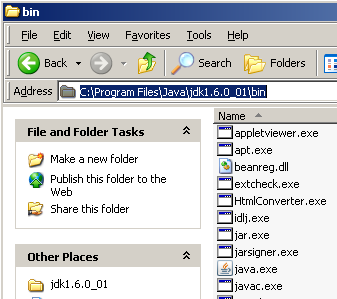 bin
File Edit View Favorites Tools Help
Back Search Folders
Address C:\Program Files\Java\jdk1.6.0_01\bin
File and Folder Tasks
Make a new folder
Publish this folder to the
Web
Share this folder
Other Places
jdk1.6.0_01
Name
appletviewer.exe
apt.exe
beanreg.dll
extcheck.exe
HtmlConverter.exe
idlj.exe
jar.exe
jarsigner.exe
java.exe
javac.exe